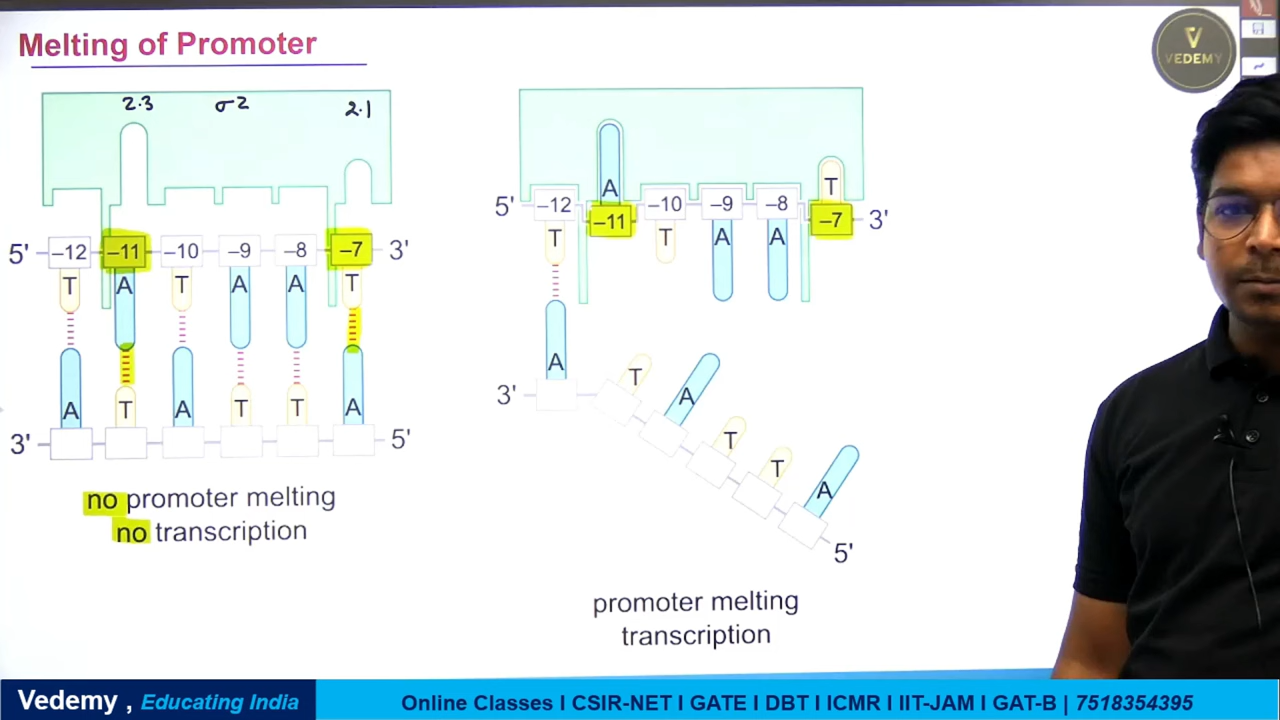 Melting of Promoter
VEDEMY
2.3 σ2 2.1
5' –12 –11 –10 –9 –8 –7 3'
T A T A A T
A T A T T A
3' 5'
no promoter melting
no transcription
A T
5' –12 –11 –10 –9 –8 –7 3'
T T A A
A
3'
T
A
T
T
A
5'
promoter melting
transcription
Vedemy , Educating India
Online Classes I CSIR-NET I GATE I DBT I ICMR I IIT-JAM I GAT-B | 7518354395